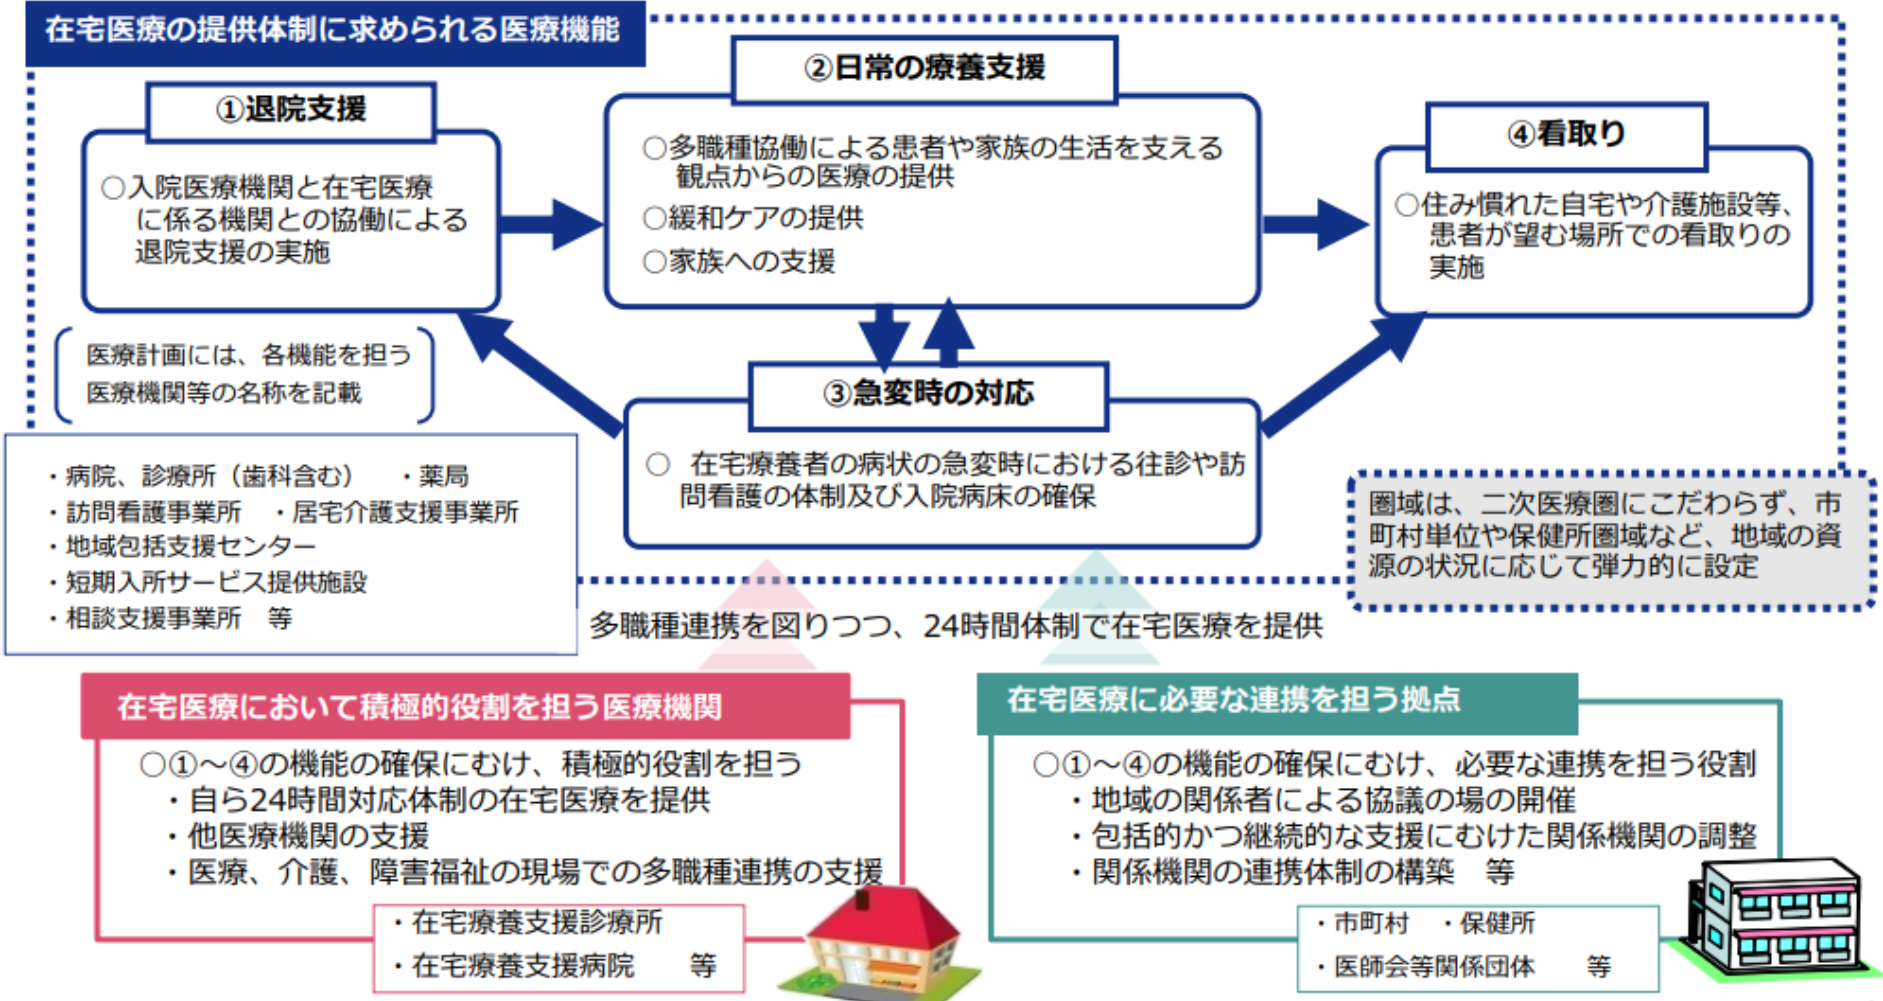 在宅医療の提供体制に求められる医療機能
①退院支援
○入院医療機関と在宅医療
に係る機関との協働による
退院支援の実施
②日常の療養支援
○多職種協働による患者や家族の生活を支える
観点からの医療の提供
○緩和ケアの提供
○家族への支援
④看取り
○住み慣れた自宅や介護施設等、
患者が望む場所での看取りの
実施
③急変時の対応
○ 在宅療養者の病状の急変時における往診や訪
問看護の体制及び入院病床の確保
医療計画には、各機能を担う
医療機関等の名称を記載
・病院、診療所（歯科含む） ・薬局
・訪問看護事業所 ・居宅介護支援事業所
・地域包括支援センター
・短期入所サービス提供施設
・相談支援事業所 等
圏域は、二次医療圏にこだわらず、市
町村単位や保健所圏域など、地域の資
源の状況に応じて弾力的に設定
多職種連携を図りつつ、24時間体制で在宅医療を提供
在宅医療において積極的役割を担う医療機関
○①～④の機能の確保にむけ、積極的役割を担う
・自ら24時間対応体制の在宅医療を提供
・他医療機関の支援
・医療、介護、障害福祉の現場での多職種連携の支援
・在宅療養支援診療所
・在宅療養支援病院 等
在宅医療に必要な連携を担う拠点
○①～④の機能の確保にむけ、必要な連携を担う役割
・地域の関係者による協議の場の開催
・包括的かつ継続的な支援にむけた関係機関の調整
・関係機関の連携体制の構築 等
・市町村 ・保健所
・医師会等関係団体 等